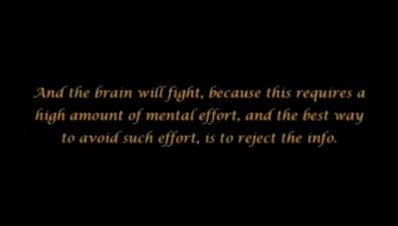 And the brain will fight, because this requires a
high amount of mental effort, and the best way
to avoid such effort, is to reject the info.